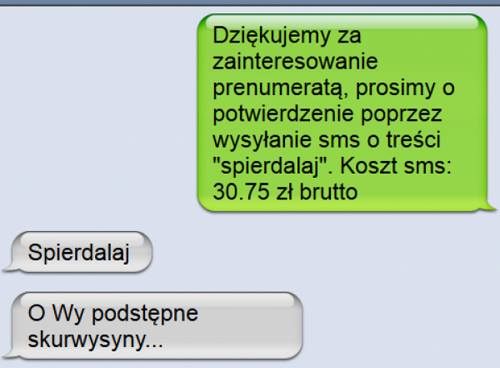 Dziękujemy za
zainteresowanie
prenumeratą, prosimy o
potwierdzenie poprzez
wysyłanie sms o treści
"spierdalaj". Koszt sms:
30.75 zł brutto
Spierdalaj
O Wy podstępne
skurwysyny...